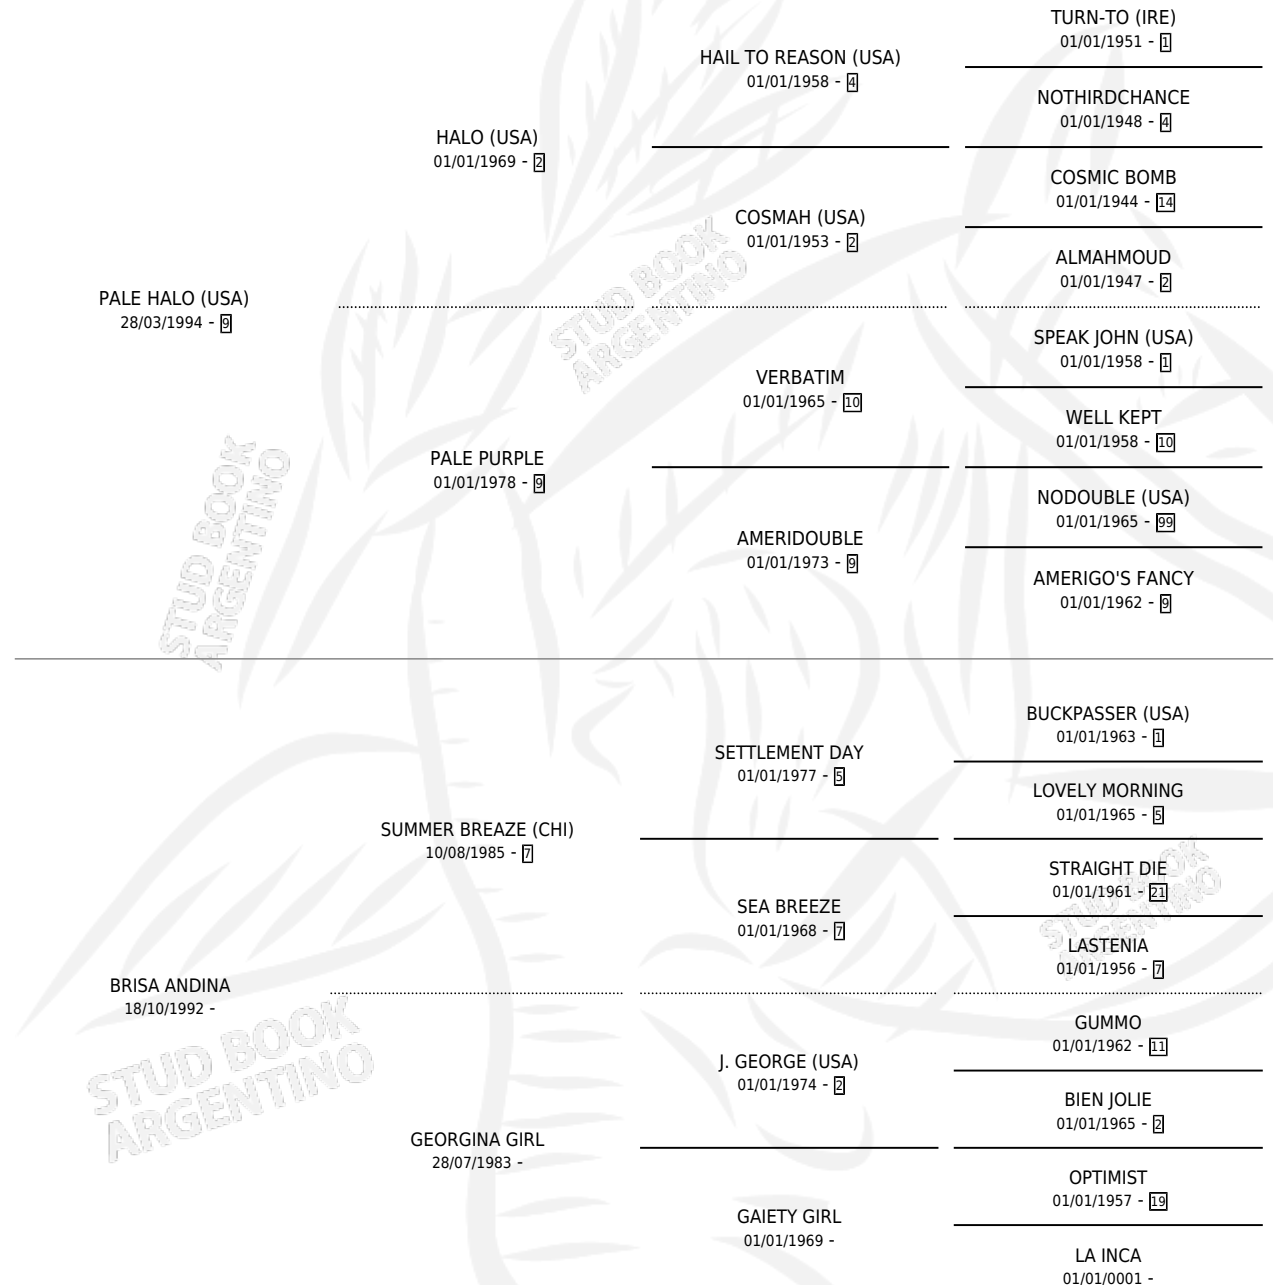 TURN-TO (IRE)
01/01/1951 - 1
HAIL TO REASON (USA)
01/01/1958 - 4
NOTHIRDCHANCE
01/01/1948 - 4
HALO (USA)
01/01/1969 - 2
COSMIC BOMB
01/01/1944 - 14
COSMAH (USA)
01/01/1953 - 2
ALMAHMOUD
01/01/1947 - 2
PALE HALO (USA)
28/03/1994 - 9
STUD BOOK
ARGENTINO
SPEAK JOHN (USA)
01/01/1958 - 1
VERBATIM
01/01/1965 - 10
WELL KEPT
01/01/1958 - 10
PALE PURPLE
01/01/1978 - 9
NODOUBLE (USA)
01/01/1965 - 99
AMERIDOUBLE
01/01/1973 - 9
AMERIGO'S FANCY
01/01/1962 - 9
STUD BOOK
ARGENTINO
BUCKPASSER (USA)
01/01/1963 - 1
SETTLEMENT DAY
01/01/1977 - 5
LOVELY MORNING
01/01/1965 - 5
SUMMER BREAZE (CHI)
10/08/1985 - 7
STRAIGHT DIE
01/01/1961 - 21
SEA BREEZE
01/01/1968 - 7
STUD BOOK
ARGENTINO
LASTENIA
01/01/1956 - 7
BRISA ANDINA
18/10/1992 -
STUD BOOK
ARGENTINO
GUMMO
01/01/1962 - 11
J. GEORGE (USA)
01/01/1974 - 2
BIEN JOLIE
01/01/1965 - 2
GEORGINA GIRL
28/07/1983 -
OPTIMIST
01/01/1957 - 19
GAIETY GIRL
01/01/1969 -
LA INCA
01/01/0001 -